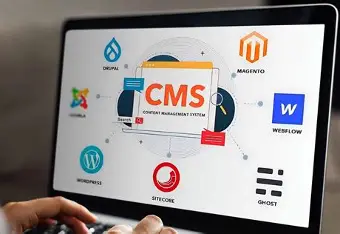 DRUPAL
MAGENTO
CMS
CONTENT MANAGEMENT SYSTEM
Search
JOOMLA
W
WEBFLOW
WORDPRESS
SITECORE
GHOST